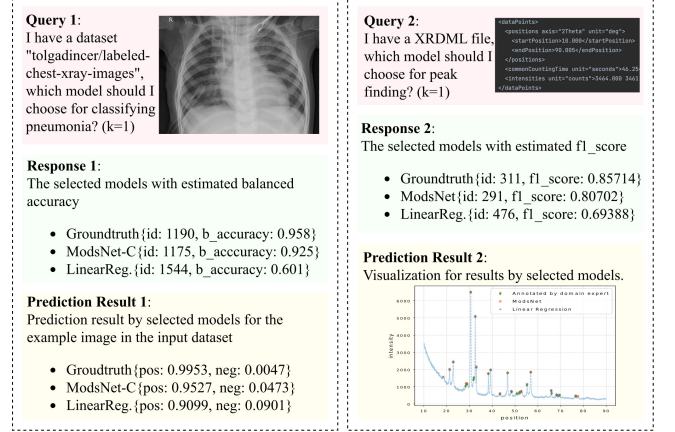 Query 1:
I have a dataset
"tolgadincer/labeled-
chest-xray-images",
which model should I
choose for classifying
pneumonia? (k=1)
R
Response 1:
The selected models with estimated balanced
accuracy
• Groundtruth{id: 1190, b_accuracy: 0.958}
• ModsNet-C{id: 1175, b_acccuracy: 0.925}
• LinearReg.{id: 1544, b_accuracy: 0.601}
Prediction Result 1:
Prediction result by selected models for the
example image in the input dataset
• Groudtruth{pos: 0.9953, neg: 0.0047}
• ModsNet-C{pos: 0.9527, neg: 0.0473}
• LinearReg.{pos: 0.9099, neg: 0.0901}
Query 2:
I have a XRDML file,
which model should I
choose for peak
finding? (k=1)
<dataPoints>
<positions axis="2Theta" unit="deg">
<startPosition>10.000</startPosition>
<endPosition>90.005</endPosition>
</positions>
<commonCountingTime unit="seconds">46.25
<intensities unit="counts">3464.000 3461
</dataPoints>
Response 2:
The selected models with estimated f1_score
• Groundtruth{id: 311, f1_score: 0.85714}
• ModsNet{id: 291, f1_score: 0.80702}
• LinearReg.{id: 476, f1_score: 0.69388}
Prediction Result 2:
Visualization for results by selected models.
Annotated by domain expert
ModsNet
Linear Regression
intensity
6000
5000
4000
3000
2000
1000
0
10 20 30 40 50 60 70 80 90
position